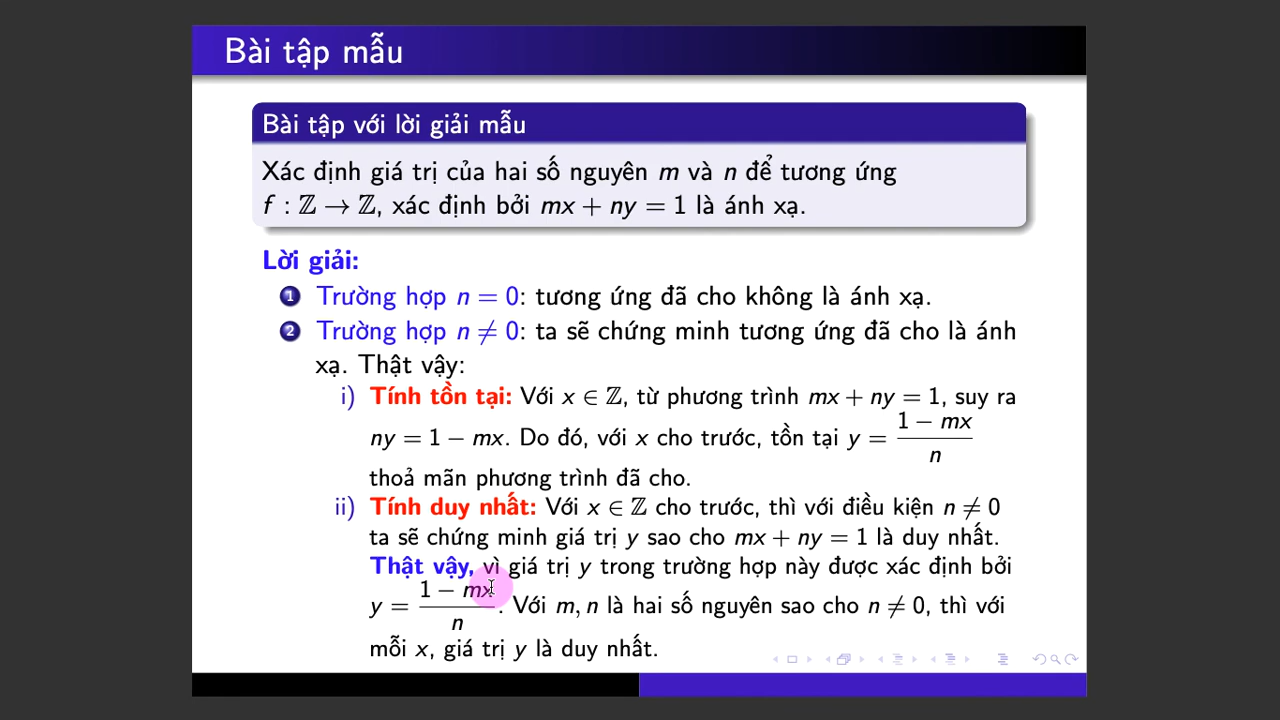 Bài tập mẫu
Bài tập với lời giải mẫu
Xác định giá trị của hai số nguyên m và n để tương ứng
f : ℤ → ℤ, xác định bởi mx + ny = 1 là ánh xạ.
Lời giải:
1 Trường hợp n = 0: tương ứng đã cho không là ánh xạ.
2 Trường hợp n ≠ 0: ta sẽ chứng minh tương ứng đã cho là ánh
xạ. Thật vậy:
i) Tính tồn tại: Với x ∈ ℤ, từ phương trình mx + ny = 1, suy ra
ny = 1 − mx. Do đó, với x cho trước, tồn tại y = (1 − mx)/n
thoả mãn phương trình đã cho.
ii) Tính duy nhất: Với x ∈ ℤ cho trước, thì với điều kiện n ≠ 0
ta sẽ chứng minh giá trị y sao cho mx + ny = 1 là duy nhất.
Thật vậy, vì giá trị y trong trường hợp này được xác định bởi
y = (1 − mx)/n. Với m, n là hai số nguyên sao cho n ≠ 0, thì với
mỗi x, giá trị y là duy nhất.